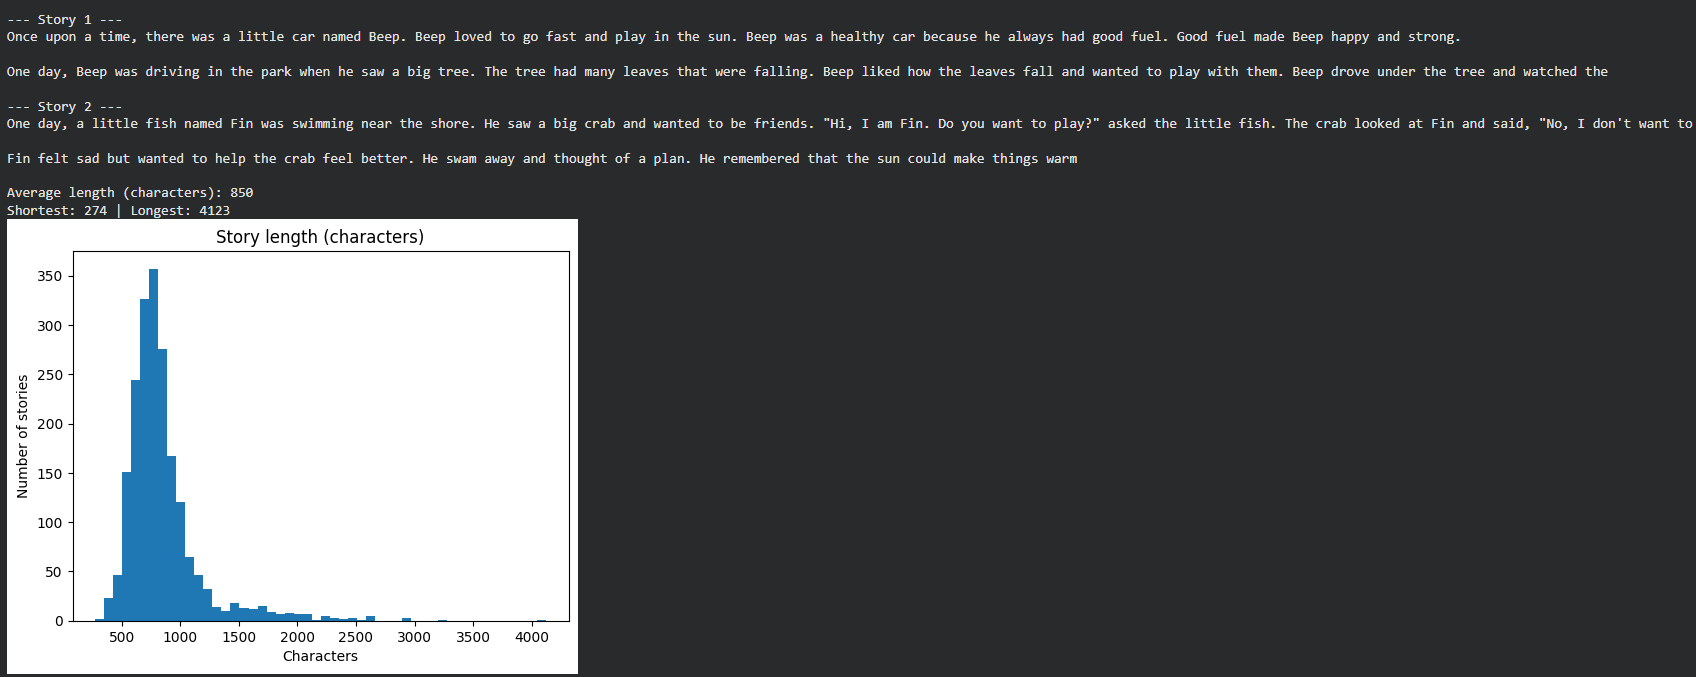 --- Story 1 ---
Once upon a time, there was a little car named Beep. Beep loved to go fast and play in the sun. Beep was a healthy car because he always had good fuel. Good fuel made Beep happy and strong.
One day, Beep was driving in the park when he saw a big tree. The tree had many leaves that were falling. Beep liked how the leaves fall and wanted to play with them. Beep drove under the tree and watched the
--- Story 2 ---
One day, a little fish named Fin was swimming near the shore. He saw a big crab and wanted to be friends. "Hi, I am Fin. Do you want to play?" asked the little fish. The crab looked at Fin and said, "No, I don't want to
Fin felt sad but wanted to help the crab feel better. He swam away and thought of a plan. He remembered that the sun could make things warm
Average length (characters): 850
Shortest: 274 | Longest: 4123
Story length (characters)
350
300
250
200
150
100
50
0
Number of stories
500 1000 1500 2000 2500 3000 3500 4000
Characters